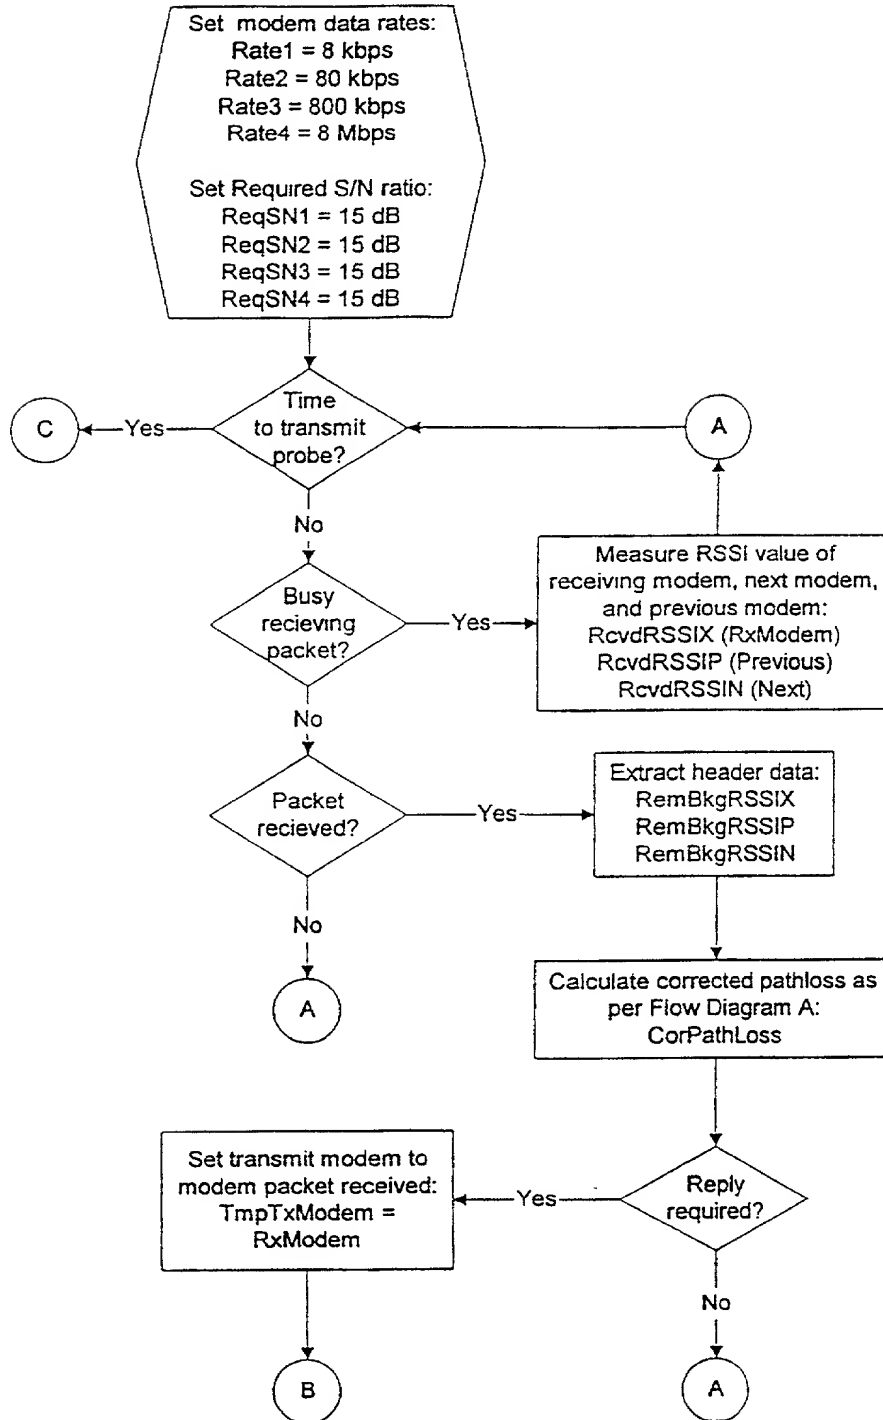 Set modem data rates:
Rate1 = 8 kbps
Rate2 = 80 kbps
Rate3 = 800 kbps
Rate4 = 8 Mbps
Set Required S/N ratio:
ReqSN1 = 15 dB
ReqSN2 = 15 dB
ReqSN3 = 15 dB
ReqSN4 = 15 dB
Time
to transmit
probe?
Yes
C
A
No
Busy
recieving
packet?
Yes
Measure RSSI value of
receiving modem, next modem,
and previous modem:
RcvdRSSIX (RxModem)
RcvdRSSIP (Previous)
RcvdRSSIN (Next)
No
Packet
recieved?
Yes
Extract header data:
RemBkgRSSIX
RemBkgRSSIP
RemBkgRSSIN
No
A
Calculate corrected pathloss as
per Flow Diagram A:
CorPathLoss
Reply
required?
Yes
Set transmit modem to
modem packet received:
TmpTxModem =
RxModem
No
B
A